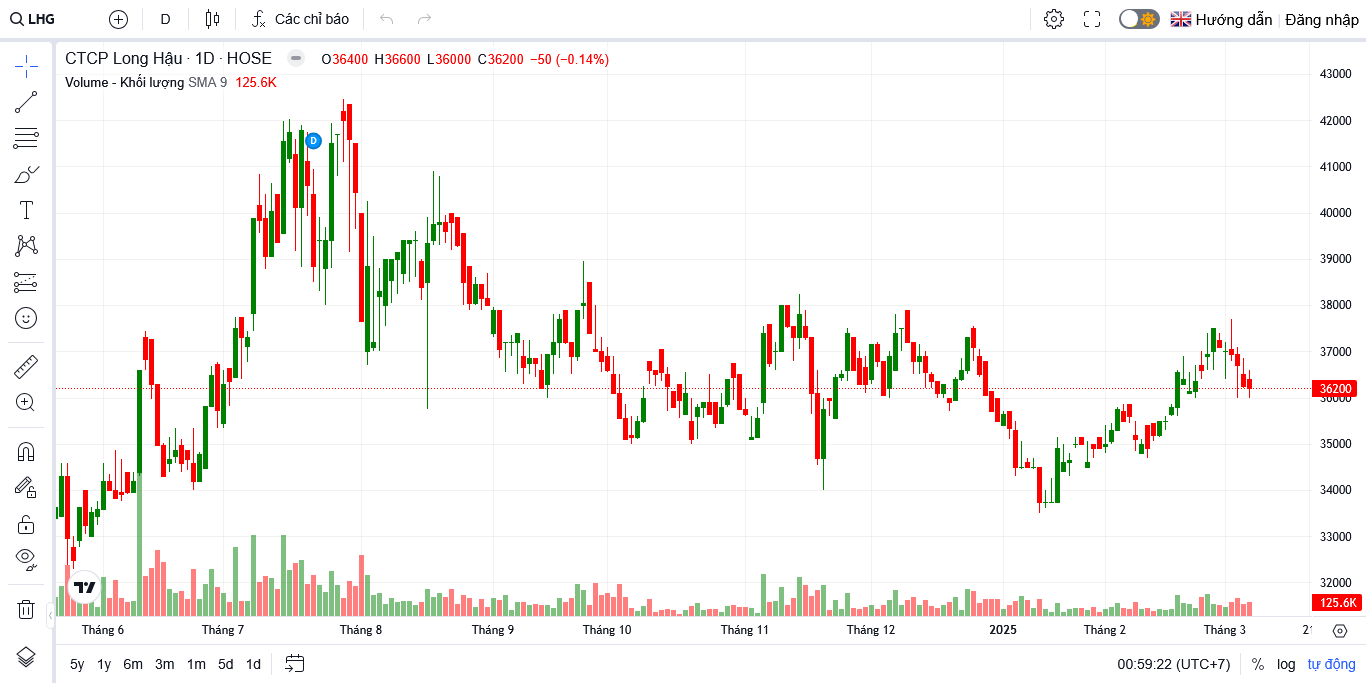 LHG D Các chỉ báo Hướng dẫn Đăng nhập
CTCP Long Hậu · 1D · HOSE O36400 H36600 L36000 C36200 −50 (−0.14%)
Volume - Khối lượng SMA 9 125.6K
D
43000
42000
41000
40000
39000
38000
37000
36200
36000
35000
34000
33000
32000
125.6K
Tháng 6 Tháng 7 Tháng 8 Tháng 9 Tháng 10 Tháng 11 Tháng 12 2025 Tháng 2 Tháng 3
5y 1y 6m 3m 1m 5d 1d 00:59:22 (UTC+7) % log tự động